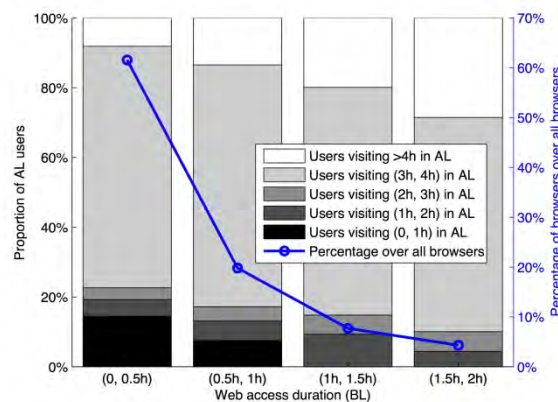 100%
80%
60%
40%
20%
0%
Proportion of AL users
70%
60%
50%
40%
30%
20%
10%
0%
Percentage of browsers over all browsers
Users visiting >4h in AL
Users visiting (3h, 4h) in AL
Users visiting (2h, 3h) in AL
Users visiting (1h, 2h) in AL
Users visiting (0, 1h) in AL
Percentage over all browsers
(0, 0.5h) (0.5h, 1h) (1h, 1.5h) (1.5h, 2h)
Web access duration (BL)